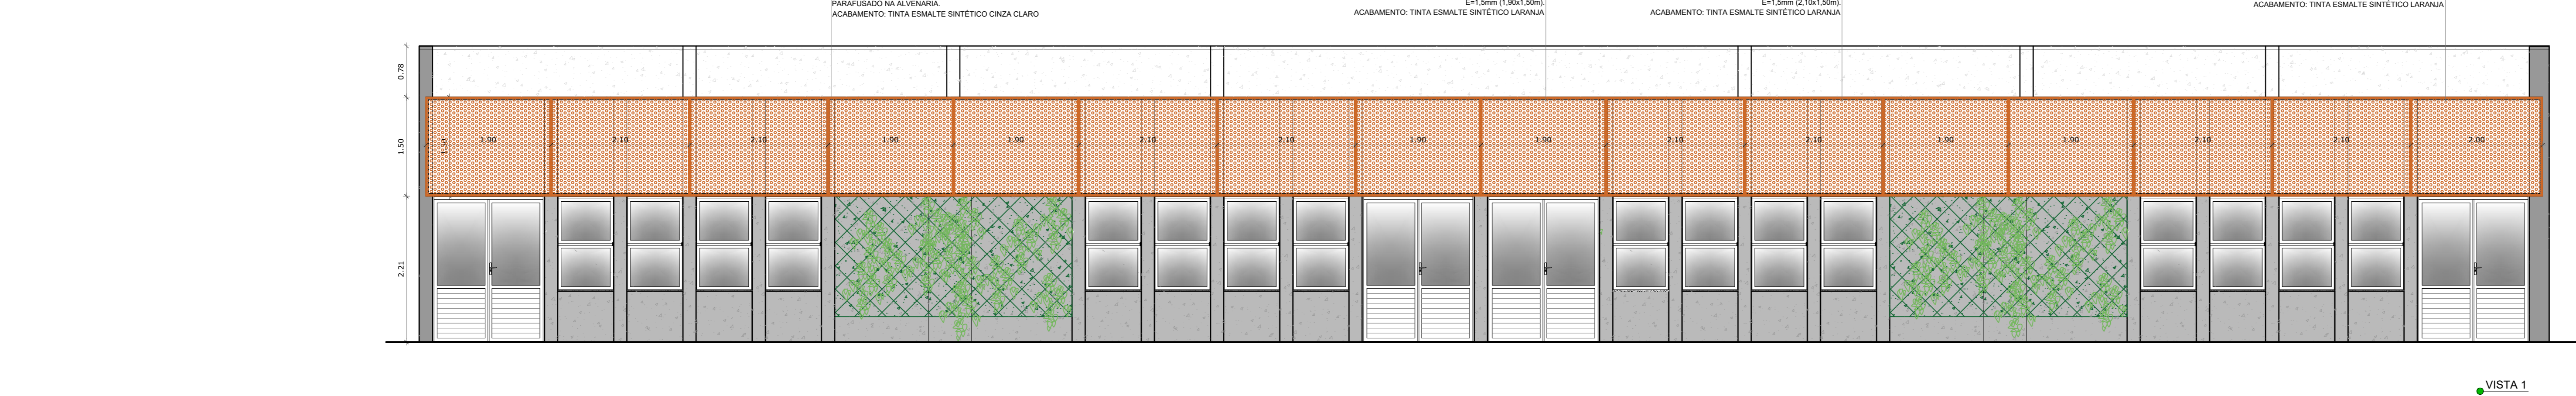 PARAFUSADO NA ALVENARIA.
ACABAMENTO: TINTA ESMALTE SINTÉTICO CINZA CLARO
E=1,5mm (1,90x1,50m).
ACABAMENTO: TINTA ESMALTE SINTÉTICO LARANJA
E=1,5mm (2,10x1,50m).
ACABAMENTO: TINTA ESMALTE SINTÉTICO LARANJA
ACABAMENTO: TINTA ESMALTE SINTÉTICO LARANJA
0.78
1.50
1.50
1.90
2.10
2.10
1.90
1.90
2.10
2.10
1.90
1.90
2.10
2.10
1.90
1.90
2.10
2.10
2.00
2.21
VISTA 1